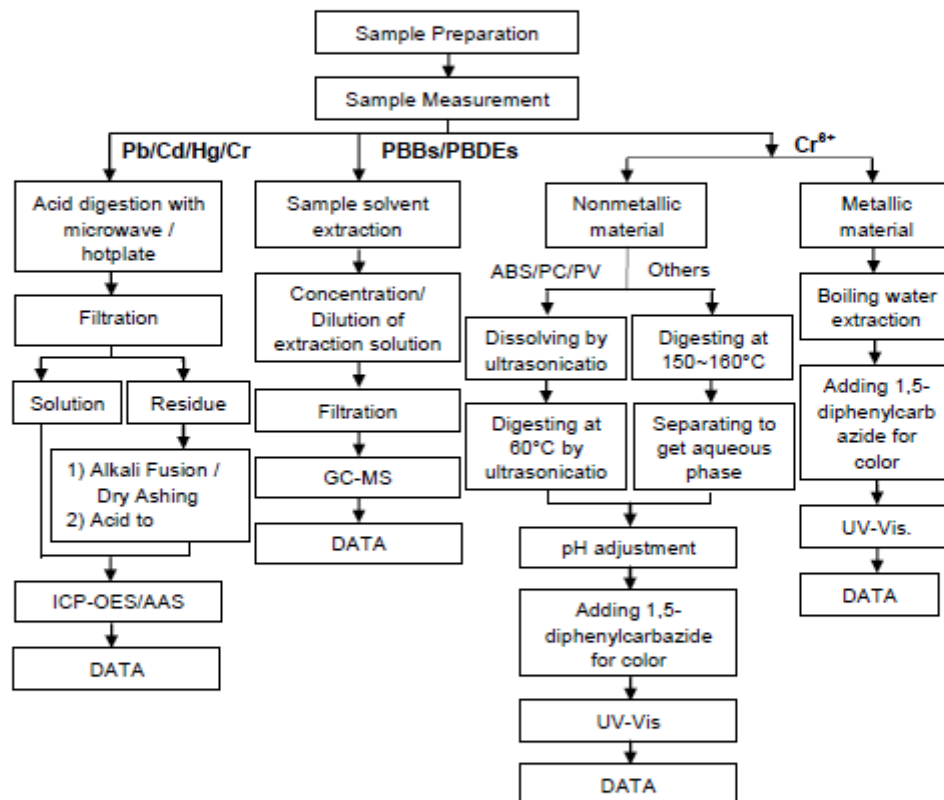 Sample Preparation
Sample Measurement
Pb/Cd/Hg/Cr
PBBs/PBDEs
Cr⁶⁺
Acid digestion with
microwave /
hotplate
Filtration
Solution
Residue
1) Alkali Fusion /
Dry Ashing
2) Acid to
ICP-OES/AAS
DATA
Sample solvent
extraction
Concentration/
Dilution of
extraction solution
Filtration
GC-MS
DATA
Nonmetallic
material
ABS/PC/PV
Others
Dissolving by
ultrasonicatio
Digesting at
60°C by
ultrasonicatio
Digesting at
150~160°C
Separating to
get aqueous
phase
pH adjustment
Adding 1,5-
diphenylcarbazide
for color
UV-Vis
DATA
Metallic
material
Boiling water
extraction
Adding 1,5-
diphenylcarb
azide for
color
UV-Vis.
DATA